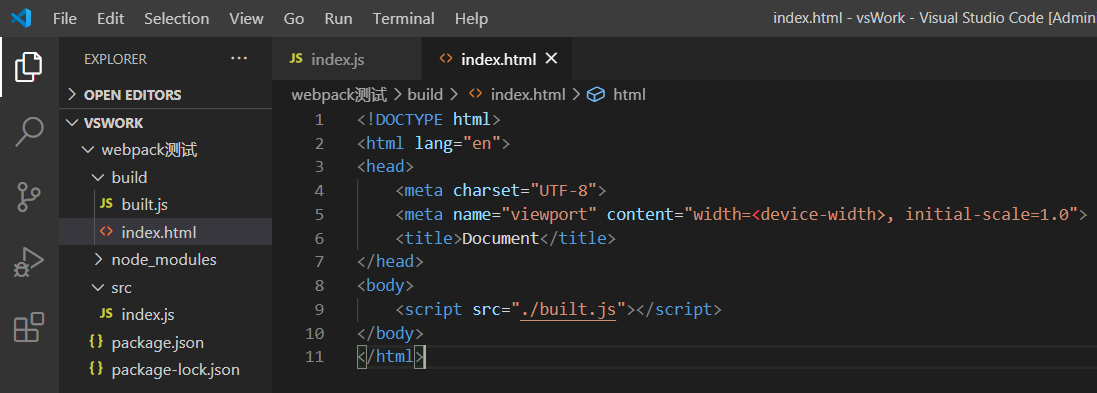 File Edit Selection View Go Run Terminal Help index.html - vsWork - Visual Studio Code [Admin
EXPLORER ...
JS index.js
<> index.html ×
OPEN EDITORS
VSWORK
webpack测试
build
JS built.js
<> index.html
node_modules
src
JS index.js
{} package.json
{} package-lock.json
webpack测试 > build > <> index.html > html
1 <!DOCTYPE html>
2 <html lang="en">
3 <head>
4 <meta charset="UTF-8">
5 <meta name="viewport" content="width=<device-width>, initial-scale=1.0">
6 <title>Document</title>
7 </head>
8 <body>
9 <script src="./built.js"></script>
10 </body>
11 </html>